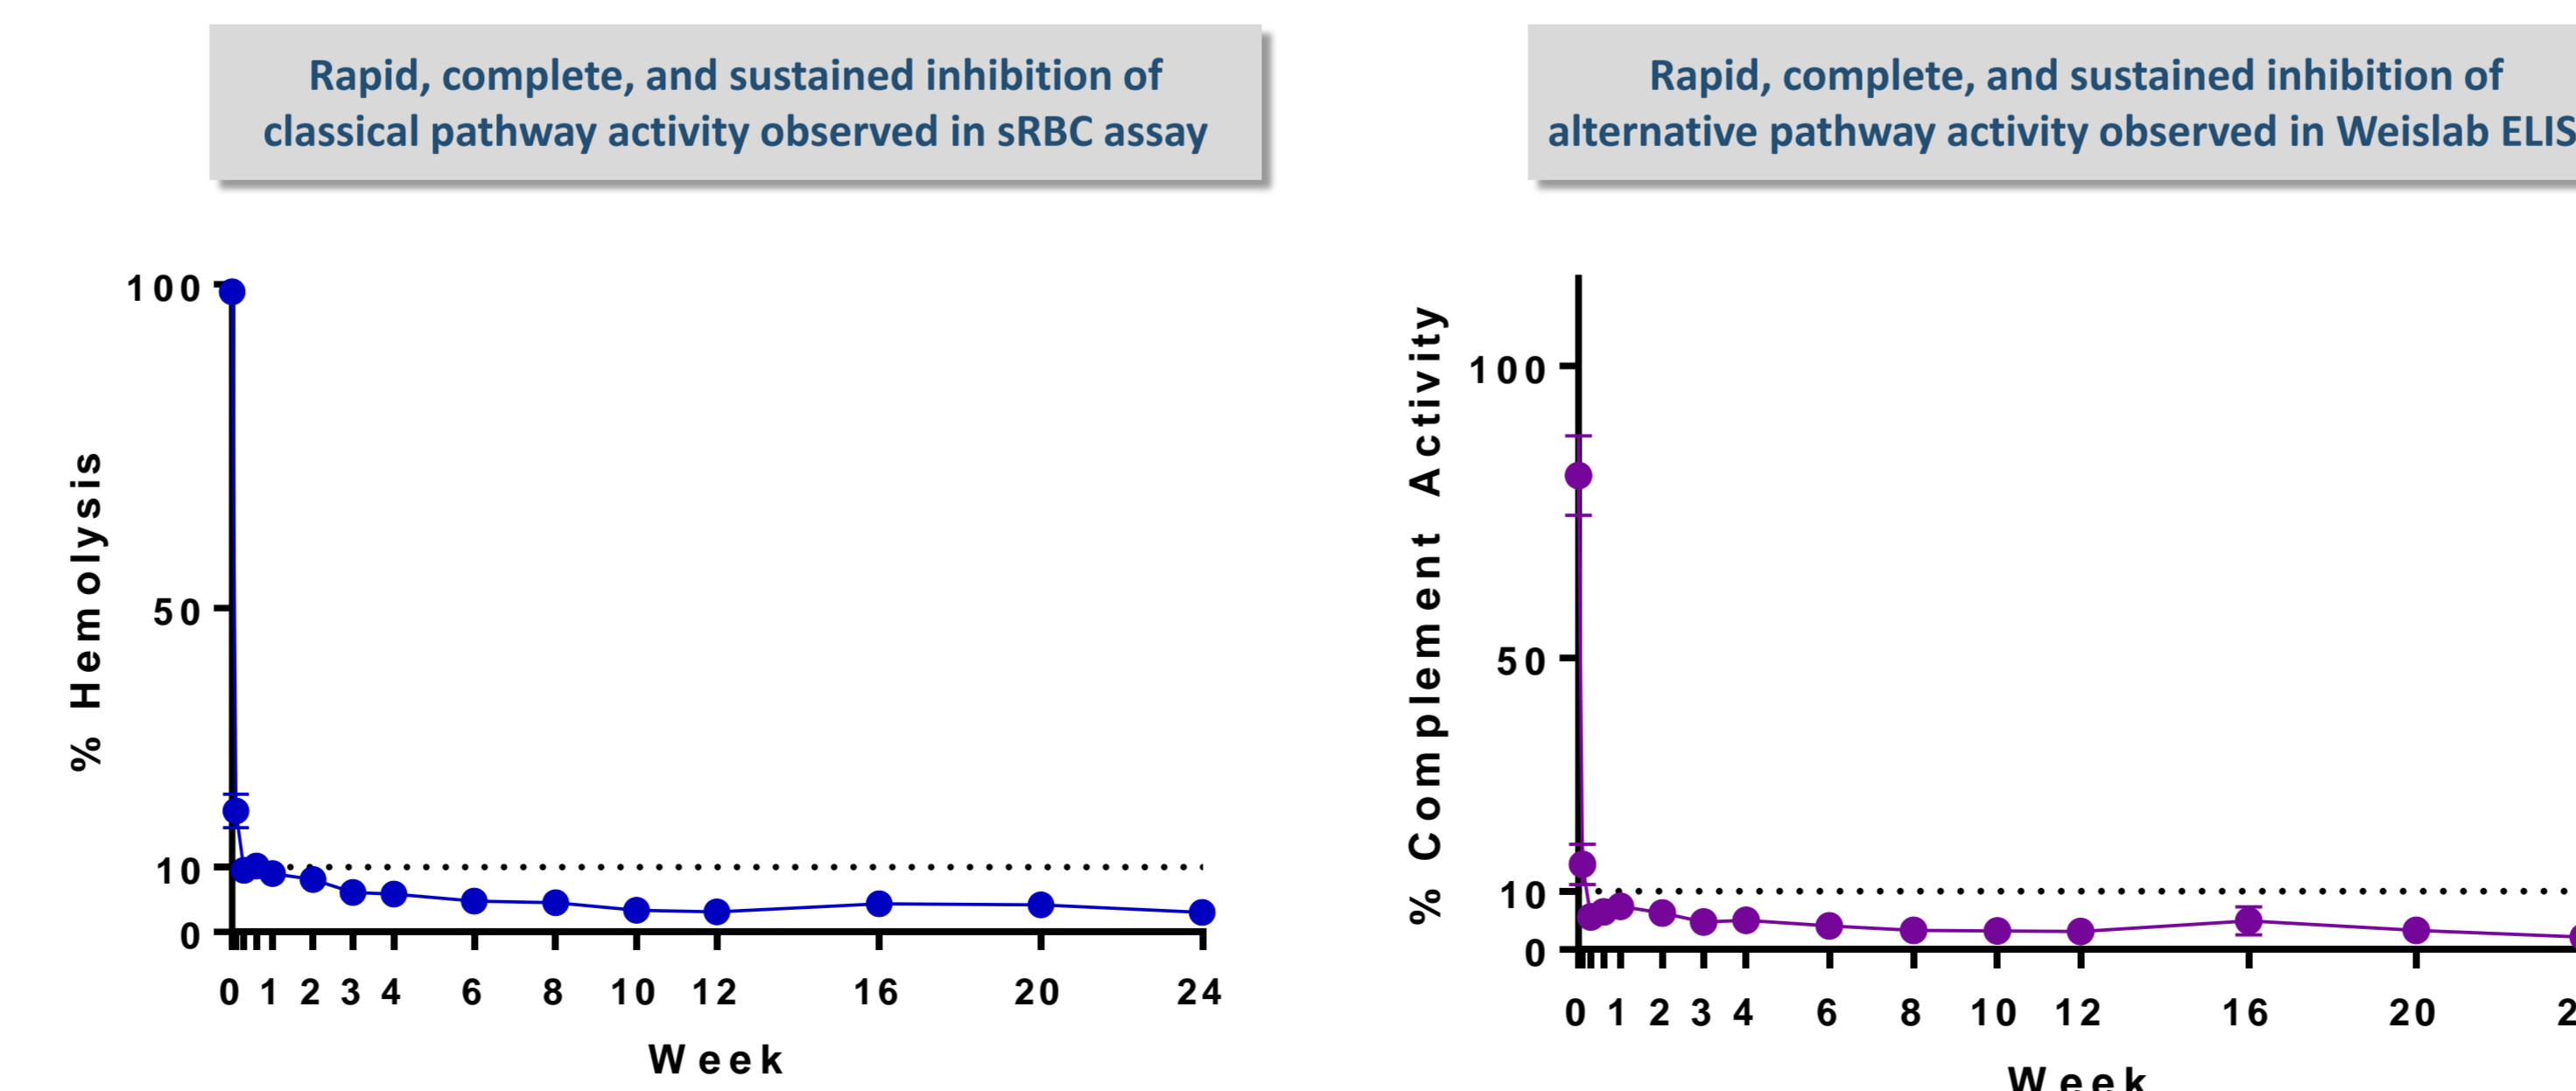 Rapid, complete, and sustained inhibition of
classical pathway activity observed in sRBC assay
% Hemolysis
100
50
10
0
0 1 2 3 4 6 8 10 12 16 20 24
Week
Rapid, complete, and sustained inhibition of
alternative pathway activity observed in Weislab ELIS
% Complement Activity
100
50
10
0
0 1 2 3 4 6 8 10 12 16 20 2
Week